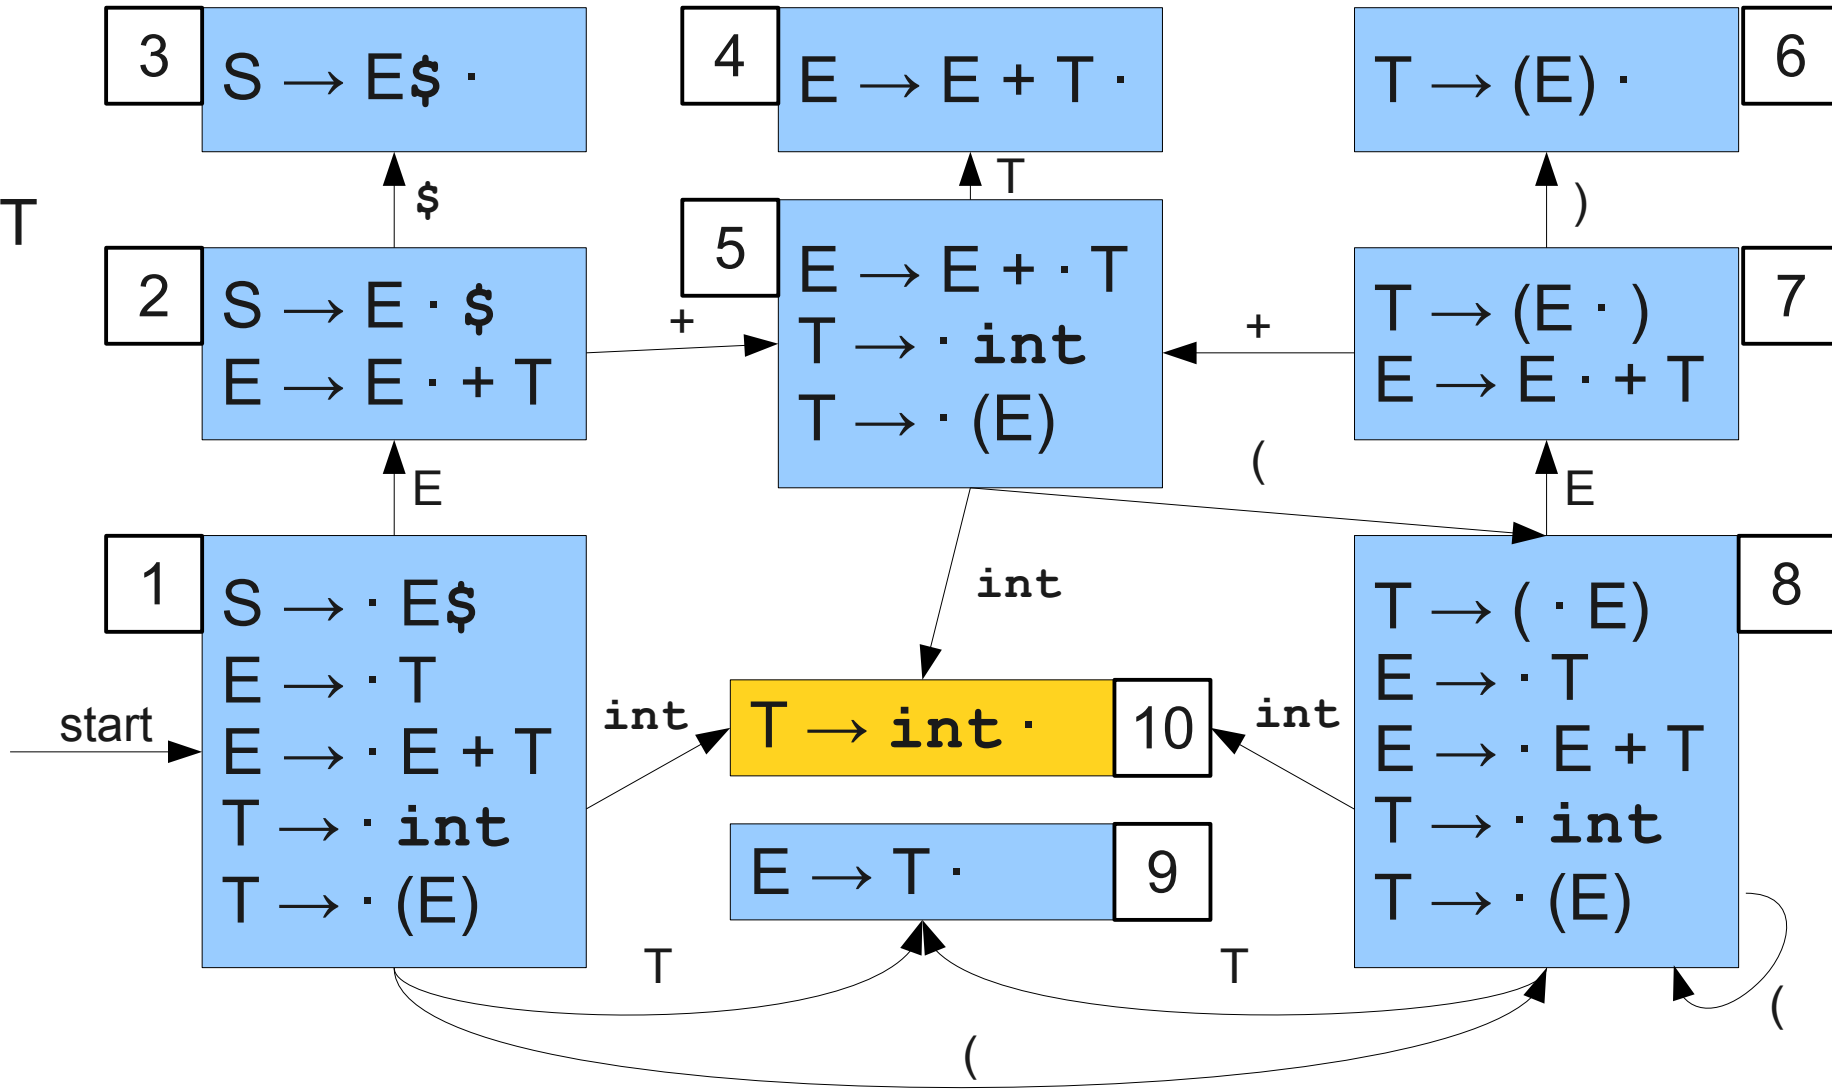 3
S → E$ ·
4
E → E + T ·
T → (E) ·
6
$
T
)
T
2
S → E · $
E → E · + T
+
5
E → E + · T
T → · int
T → · (E)
+
T → (E · )
E → E · + T
7
E
(
E
1
S → · E$
E → · T
E → · E + T
T → · int
T → · (E)
start
int
int
T → int ·
10
int
E → T ·
9
T → ( · E)
E → · T
E → · E + T
T → · int
T → · (E)
8
T
T
(
(